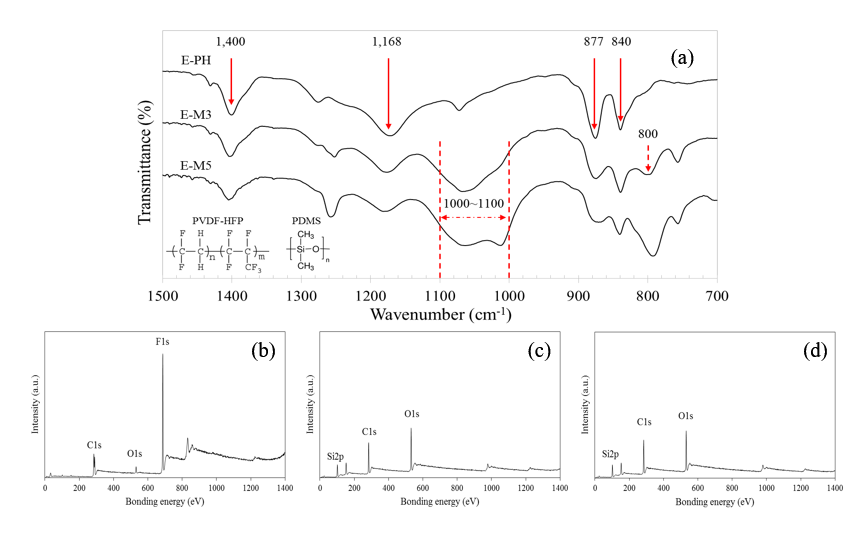 1,400 1,168 877 840 (a)
E-PH
E-M3
800
E-M5
1000~1100
PVDF-HFP PDMS
F H F F CH3
C C n C C m Si O n
F H F CF3 CH3
Transmittance (%)
1500 1400 1300 1200 1100 1000 900 800 700
Wavenumber (cm-1)
(b)
F1s
C1s
O1s
Intensity (a.u.)
0 200 400 600 800 1000 1200 1400
Bonding energy (eV)
(c)
O1s
C1s
Si2p
Intensity (a.u.)
0 200 400 600 800 1000 1200 1400
Bonding energy (eV)
(d)
O1s
C1s
Si2p
Intensity (a.u.)
0 200 400 600 800 1000 1200 1400
Bonding energy (eV)